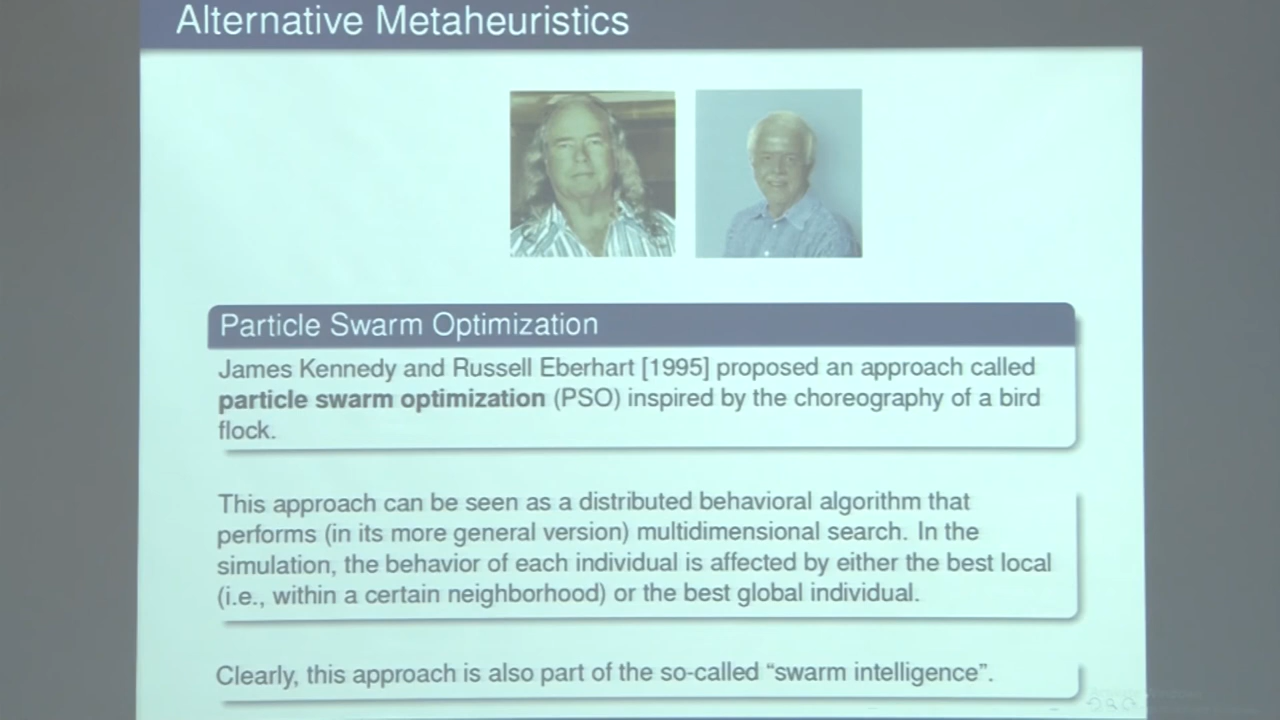 Alternative Metaheuristics
Particle Swarm Optimization
James Kennedy and Russell Eberhart [1995] proposed an approach called
particle swarm optimization (PSO) inspired by the choreography of a bird
flock.
This approach can be seen as a distributed behavioral algorithm that
performs (in its more general version) multidimensional search. In the
simulation, the behavior of each individual is affected by either the best local
(i.e., within a certain neighborhood) or the best global individual.
Clearly, this approach is also part of the so-called “swarm intelligence”.